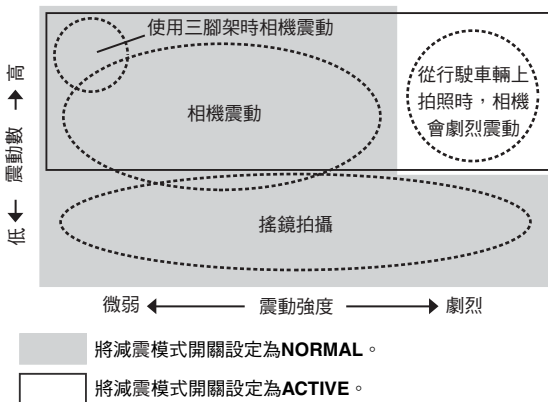 使用三腳架時相機震動
從行駛車輛上
拍照時，相機
會劇烈震動
相機震動
搖鏡拍攝
低 ← 震動數 → 高
微弱 ← 震動強度 → 劇烈
將減震模式開關設定為NORMAL。
將減震模式開關設定為ACTIVE。